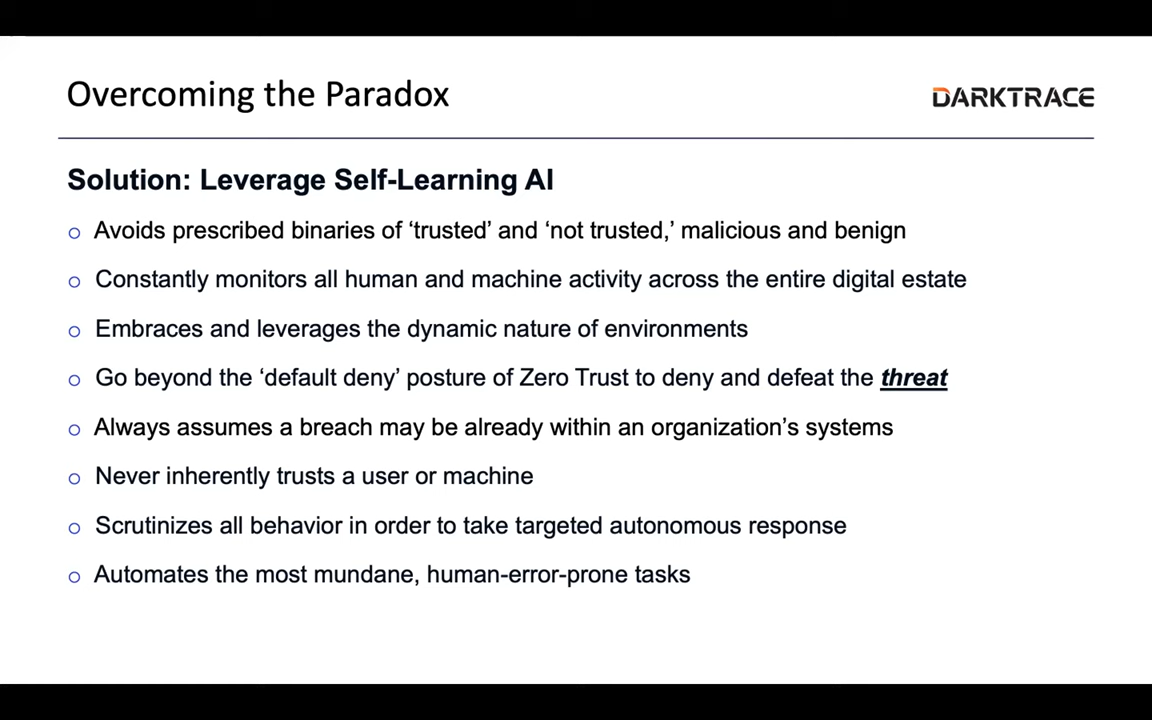 Overcoming the Paradox
DARKTRACE
Solution: Leverage Self-Learning AI
○ Avoids prescribed binaries of ‘trusted’ and ‘not trusted,’ malicious and benign
○ Constantly monitors all human and machine activity across the entire digital estate
○ Embraces and leverages the dynamic nature of environments
○ Go beyond the ‘default deny’ posture of Zero Trust to deny and defeat the threat
○ Always assumes a breach may be already within an organization’s systems
○ Never inherently trusts a user or machine
○ Scrutinizes all behavior in order to take targeted autonomous response
○ Automates the most mundane, human-error-prone tasks